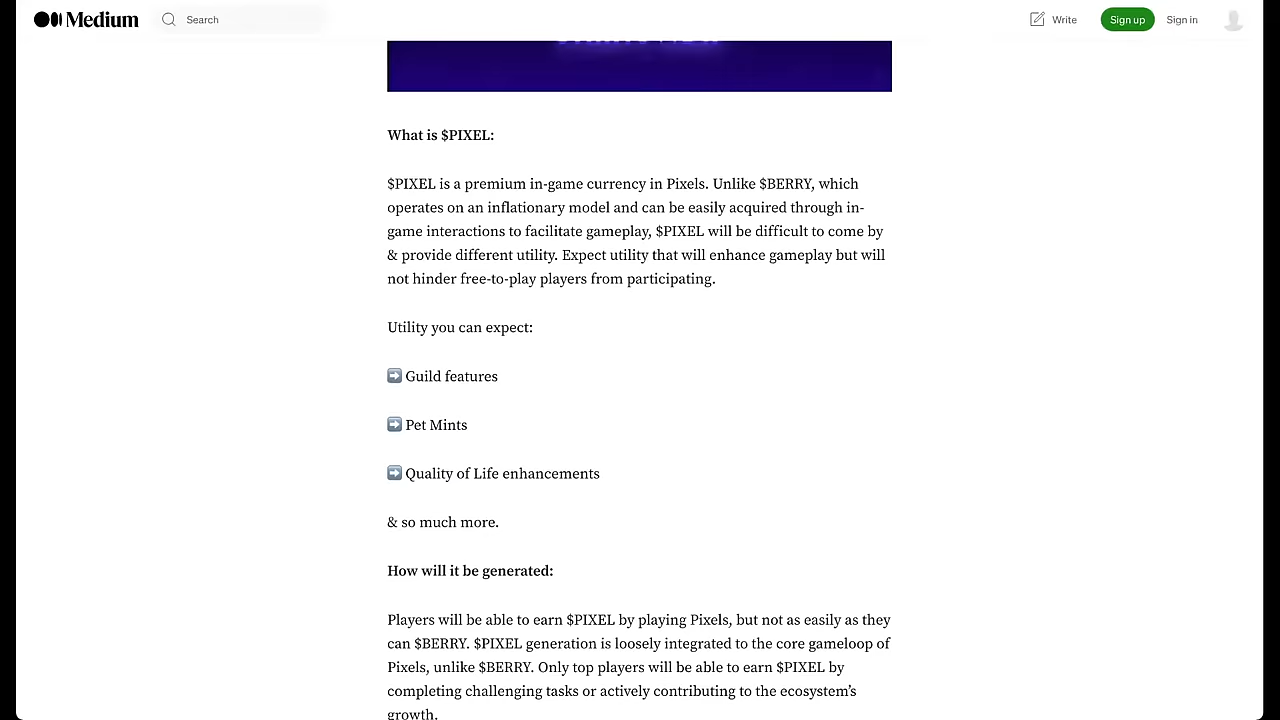 Medium
Search
Write
Sign up
Sign in
What is $PIXEL:
$PIXEL is a premium in-game currency in Pixels. Unlike $BERRY, which
operates on an inflationary model and can be easily acquired through in-
game interactions to facilitate gameplay, $PIXEL will be difficult to come by
& provide different utility. Expect utility that will enhance gameplay but will
not hinder free-to-play players from participating.
Utility you can expect:
➡️ Guild features
➡️ Pet Mints
➡️ Quality of Life enhancements
& so much more.
How will it be generated:
Players will be able to earn $PIXEL by playing Pixels, but not as easily as they
can $BERRY. $PIXEL generation is loosely integrated to the core gameloop of
Pixels, unlike $BERRY. Only top players will be able to earn $PIXEL by
completing challenging tasks or actively contributing to the ecosystem’s
growth.